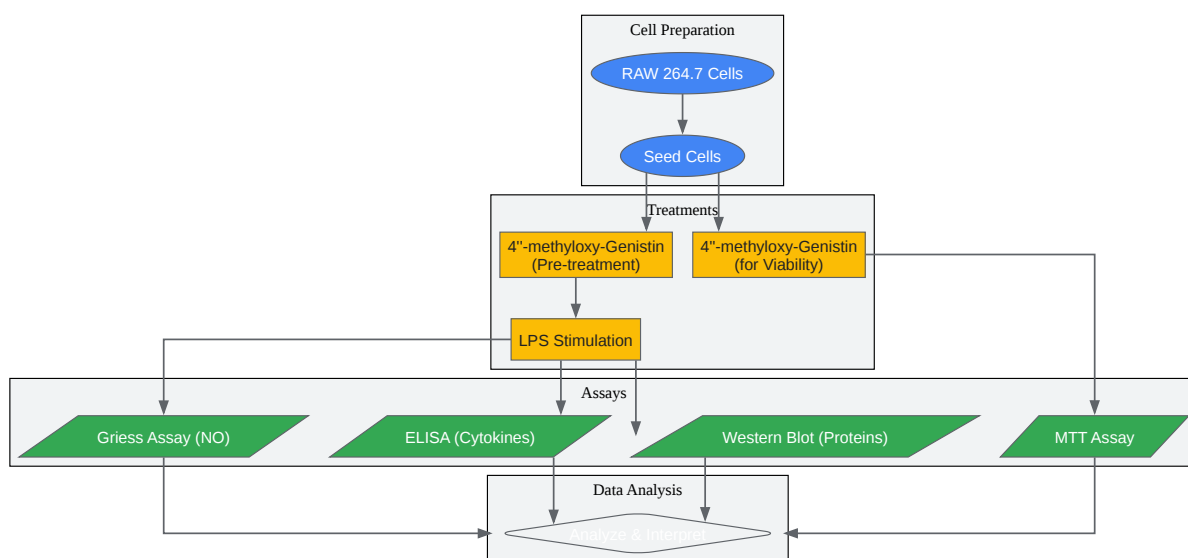 Cell Preparation
RAW 264.7 Cells
Seed Cells
Treatments
4''-methyloxy-Genistin
(Pre-treatment)
4''-methyloxy-Genistin
(for Viability)
LPS Stimulation
Assays
Griess Assay (NO)
ELISA (Cytokines)
Western Blot (Proteins)
MTT Assay
Data Analysis
Analyze & Interpret